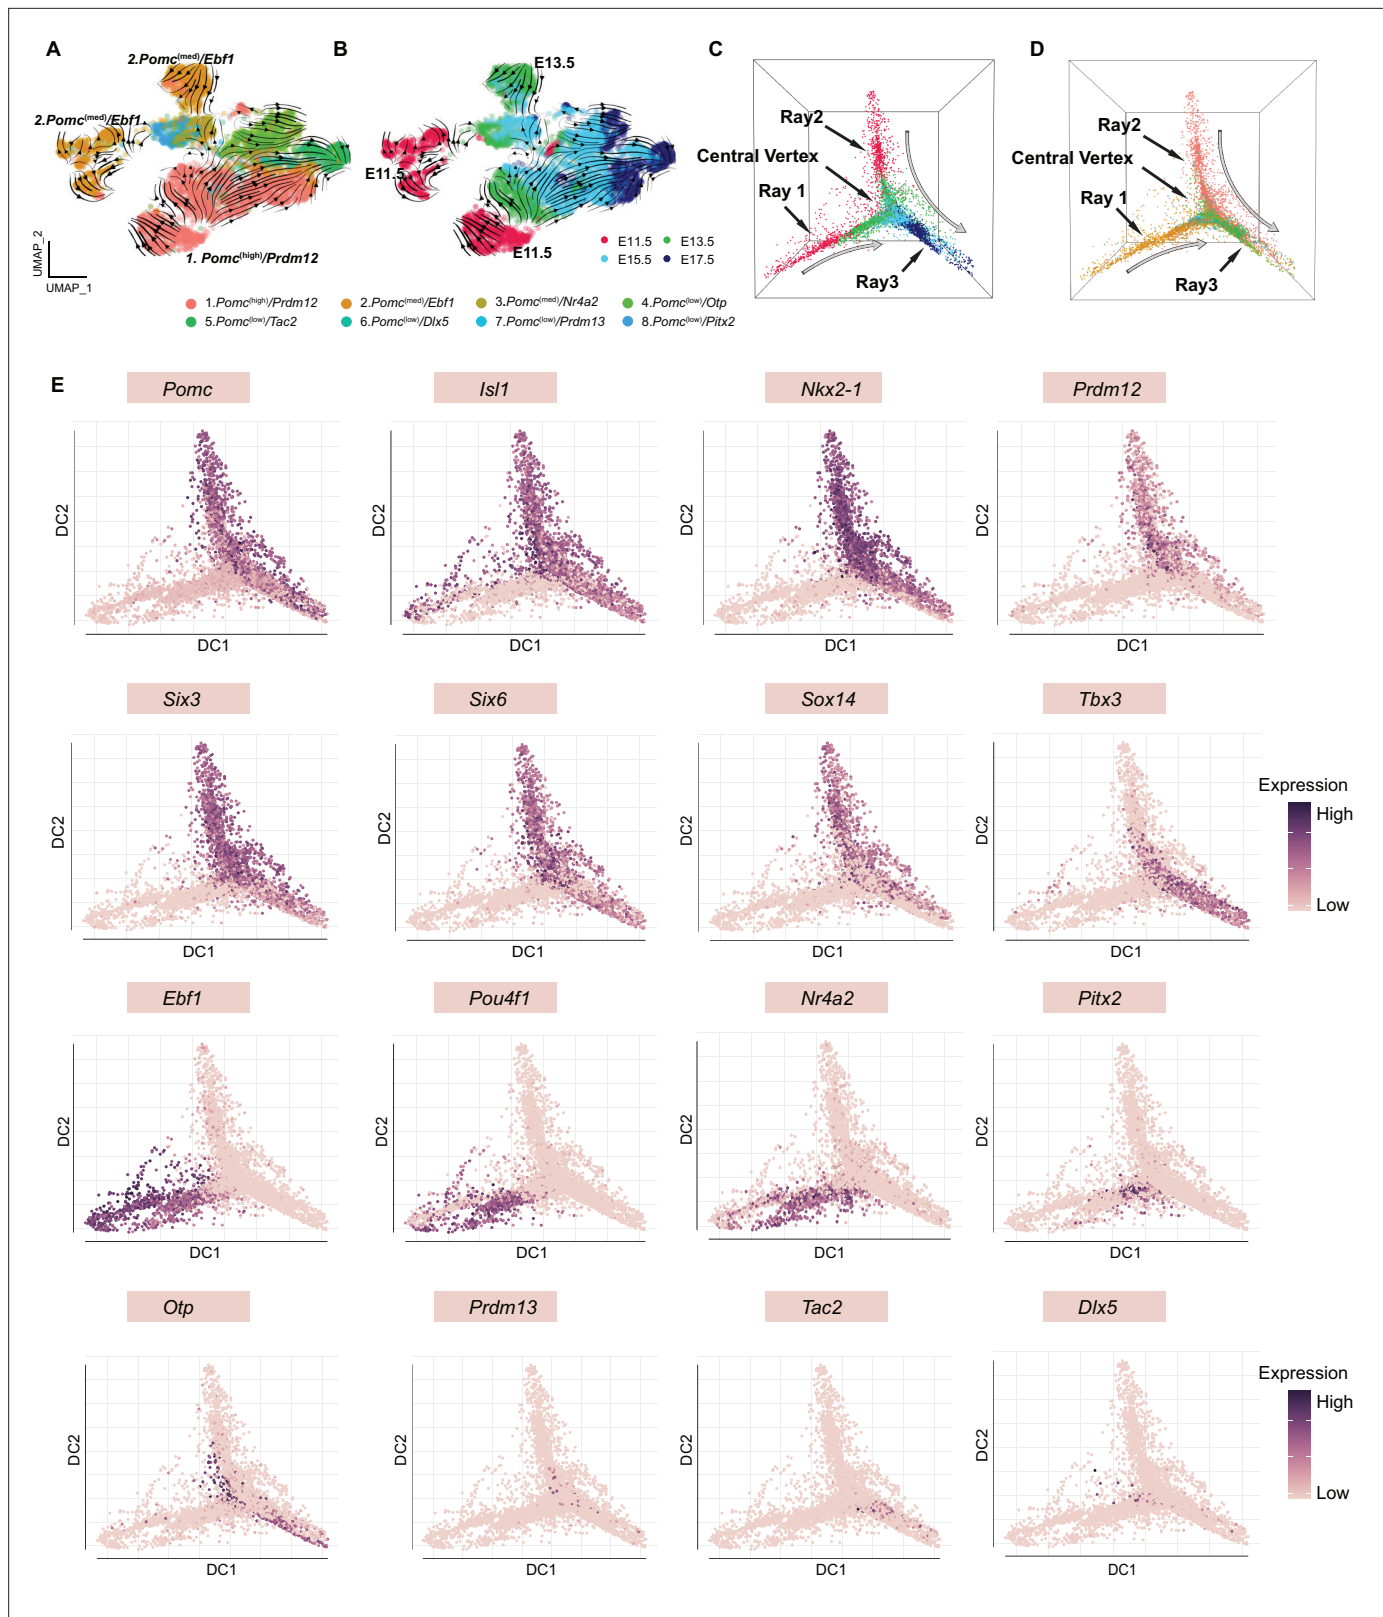 A
B
C
D
2.Pomc(med)/Ebf1
2.Pomc(med)/Ebf1
1. Pomc(high)/Prdm12
UMAP_2
UMAP_1
E13.5
E11.5
E11.5
E11.5 E13.5
E15.5 E17.5
Ray2
Central Vertex
Ray 1
Ray3
Ray2
Central Vertex
Ray 1
Ray3
1.Pomc(high)/Prdm12 2.Pomc(med)/Ebf1 3.Pomc(med)/Nr4a2 4.Pomc(low)/Otp
5.Pomc(low)/Tac2 6.Pomc(low)/Dlx5 7.Pomc(low)/Prdm13 8.Pomc(low)/Pitx2
E
Pomc Isl1 Nkx2-1 Prdm12
DC2 DC2 DC2 DC2
DC1 DC1 DC1 DC1
Six3 Six6 Sox14 Tbx3
DC2 DC2 DC2 DC2
DC1 DC1 DC1 DC1
Expression
High
Low
Ebf1 Pou4f1 Nr4a2 Pitx2
DC2 DC2 DC2 DC2
DC1 DC1 DC1 DC1
Otp Prdm13 Tac2 Dlx5
DC2 DC2 DC2 DC2
DC1 DC1 DC1 DC1
Expression
High
Low